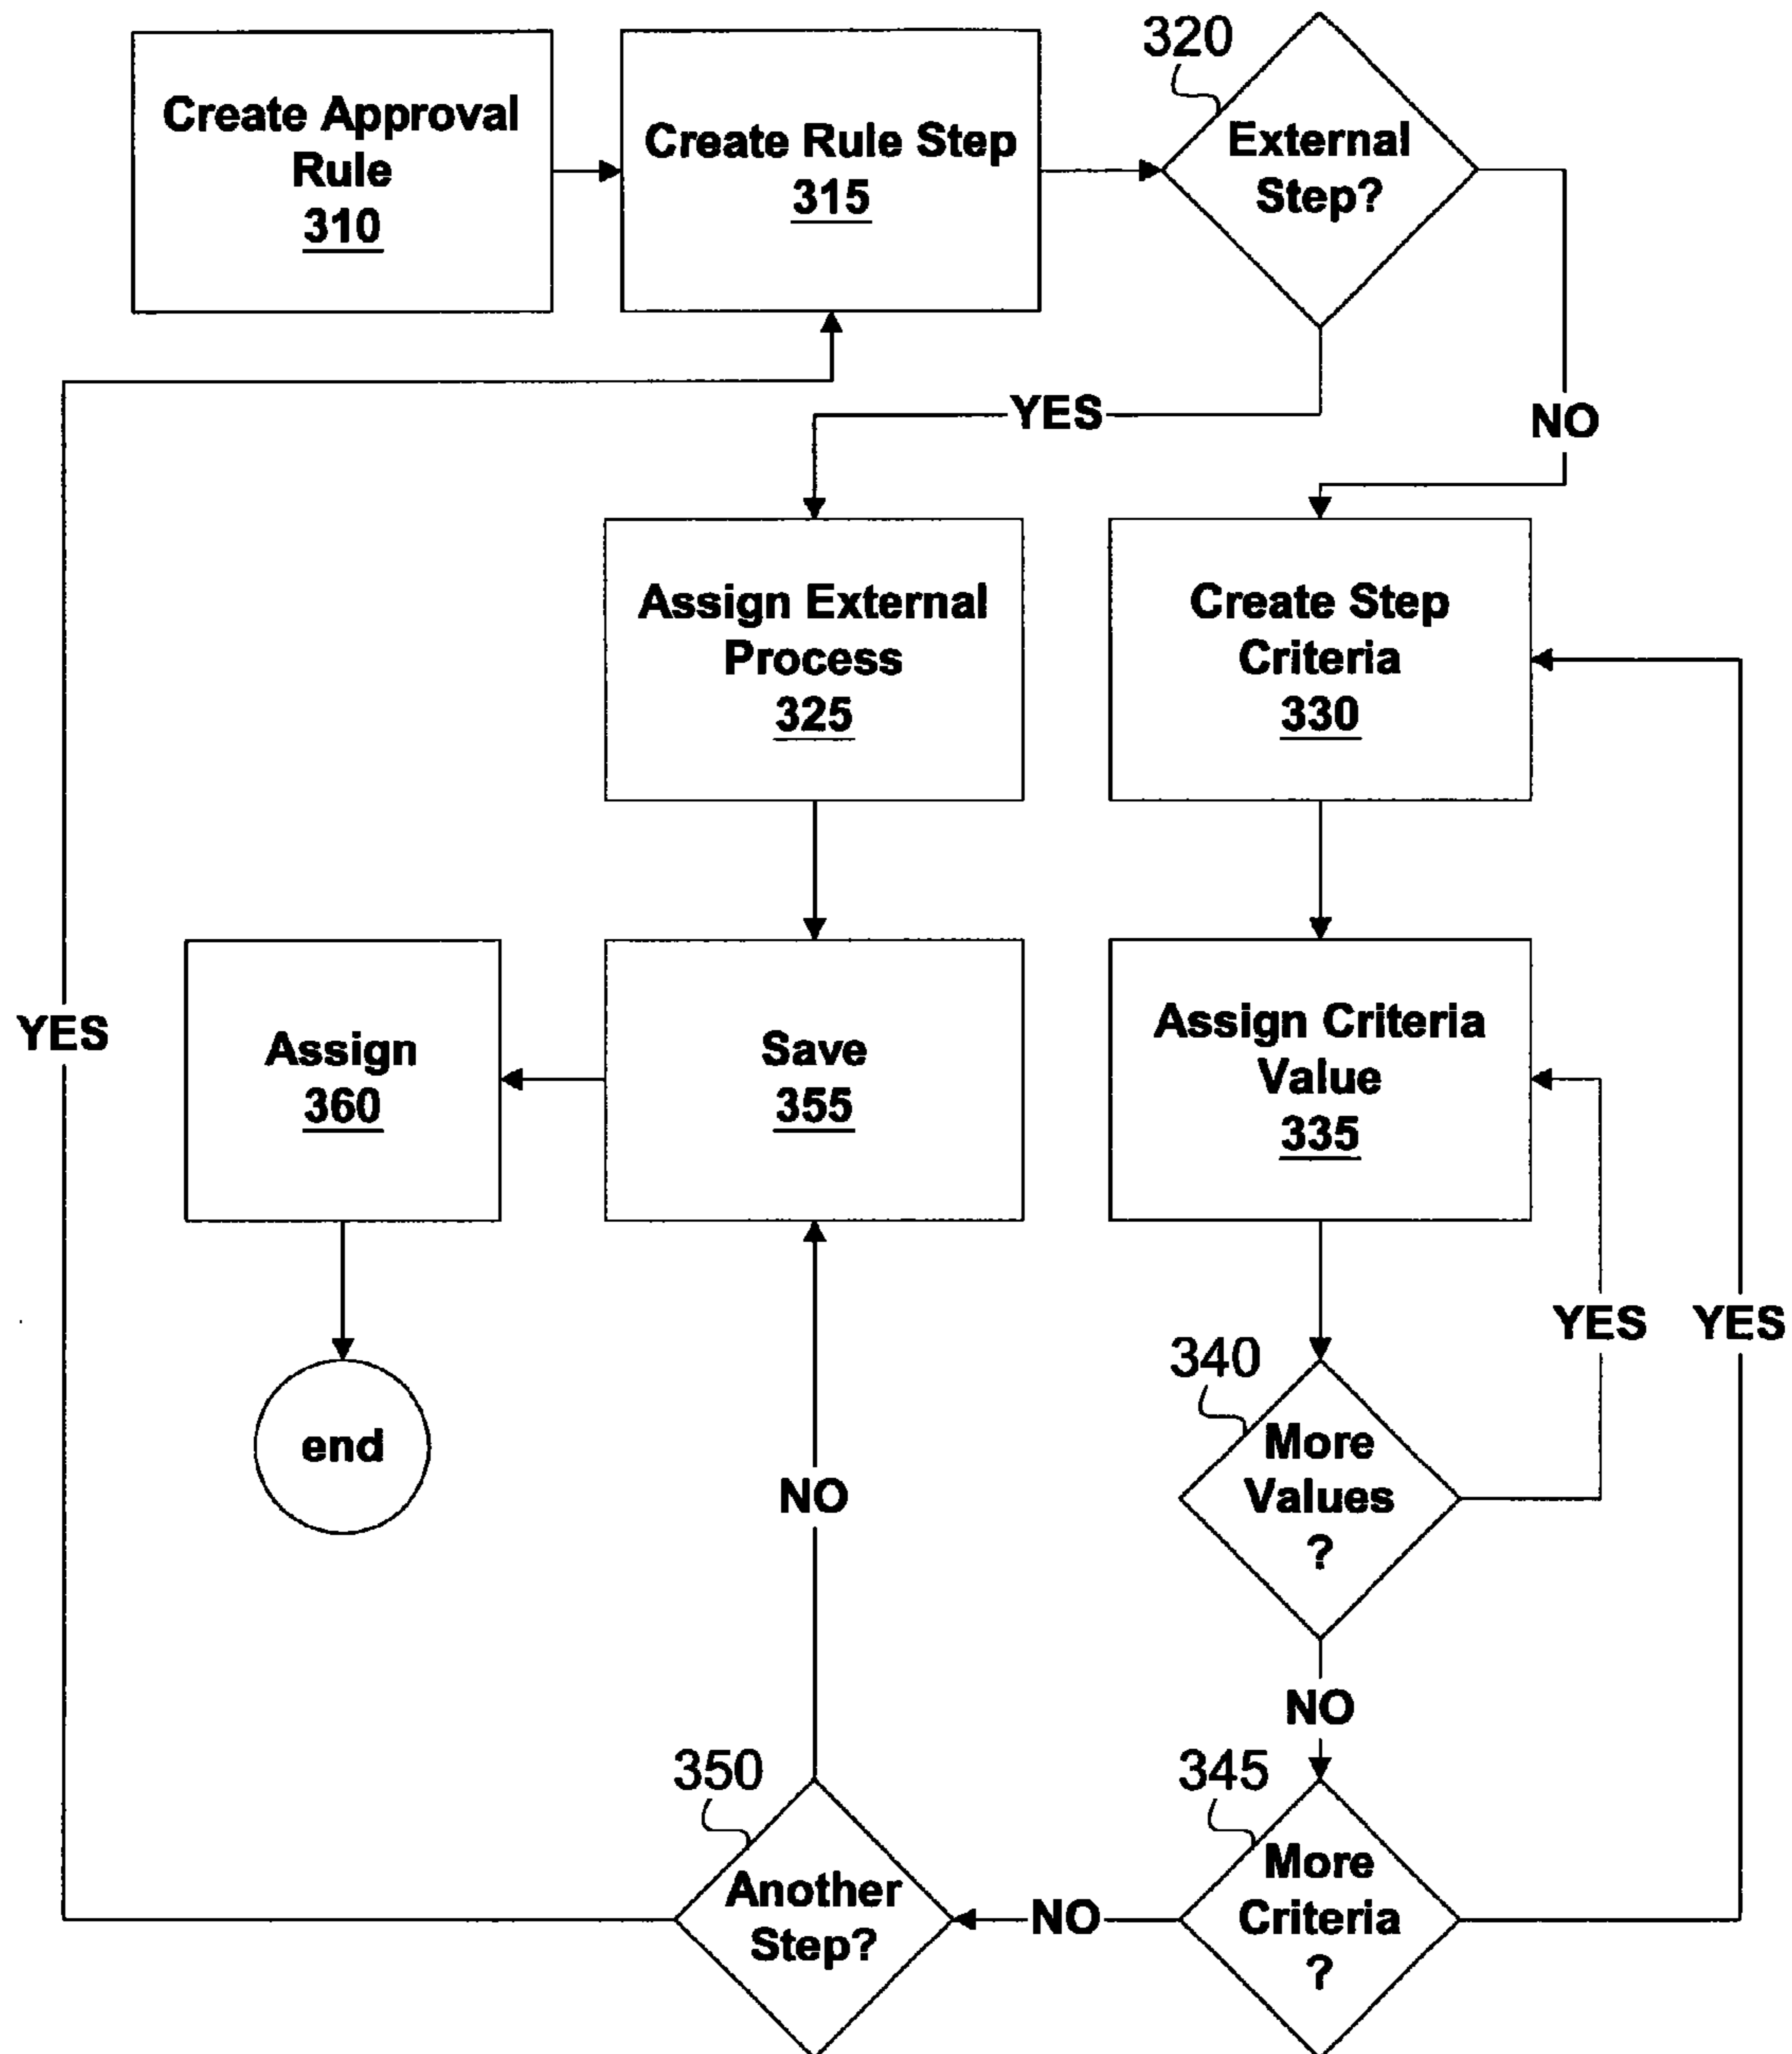 Create Approval
Rule
310
Create Rule Step
315
320
External
Step?
YES
NO
Assign External
Process
325
Create Step
Criteria
330
YES
Assign
360
Save
355
Assign Criteria
Value
335
YES
YES
340
More
Values
?
end
NO
NO
350
Another
Step?
NO
345
More
Criteria
?